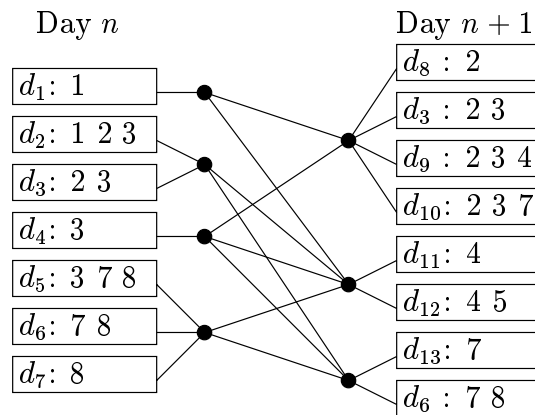 Day n
d₁: 1
d₂: 1 2 3
d₃: 2 3
d₄: 3
d₅: 3 7 8
d₆: 7 8
d₇: 8
Day n + 1
d₈ : 2
d₃ : 2 3
d₉ : 2 3 4
d₁₀: 2 3 7
d₁₁: 4
d₁₂: 4 5
d₁₃: 7
d₆ : 7 8